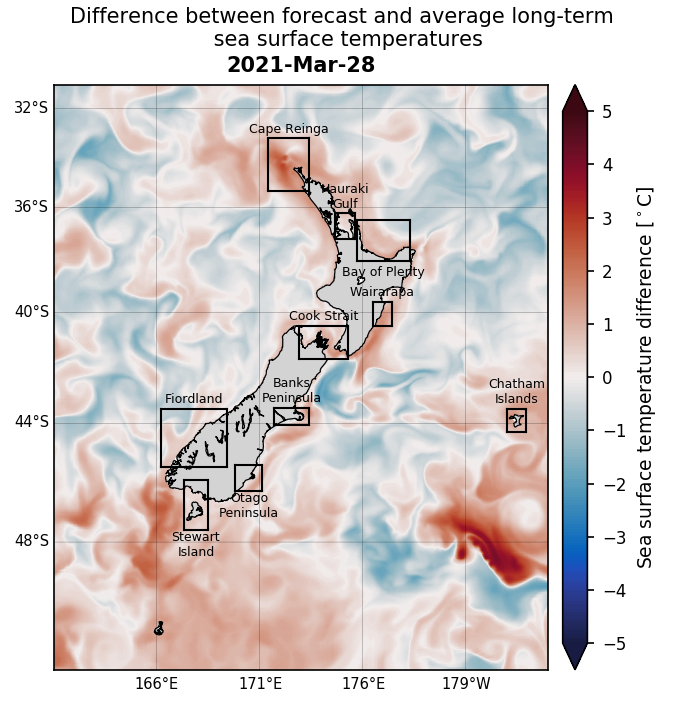 Difference between forecast and average long-term
sea surface temperatures
2021-Mar-28
32°S
36°S
40°S
44°S
48°S
166°E
171°E
176°E
179°W
Cape Reinga
Hauraki
Gulf
Bay of Plenty
Wairarapa
Cook Strait
Banks
Peninsula
Fiordland
Chatham
Islands
Otago
Peninsula
Stewart
Island
5
4
3
2
1
0
−1
−2
−3
−4
−5
Sea surface temperature difference [°C]